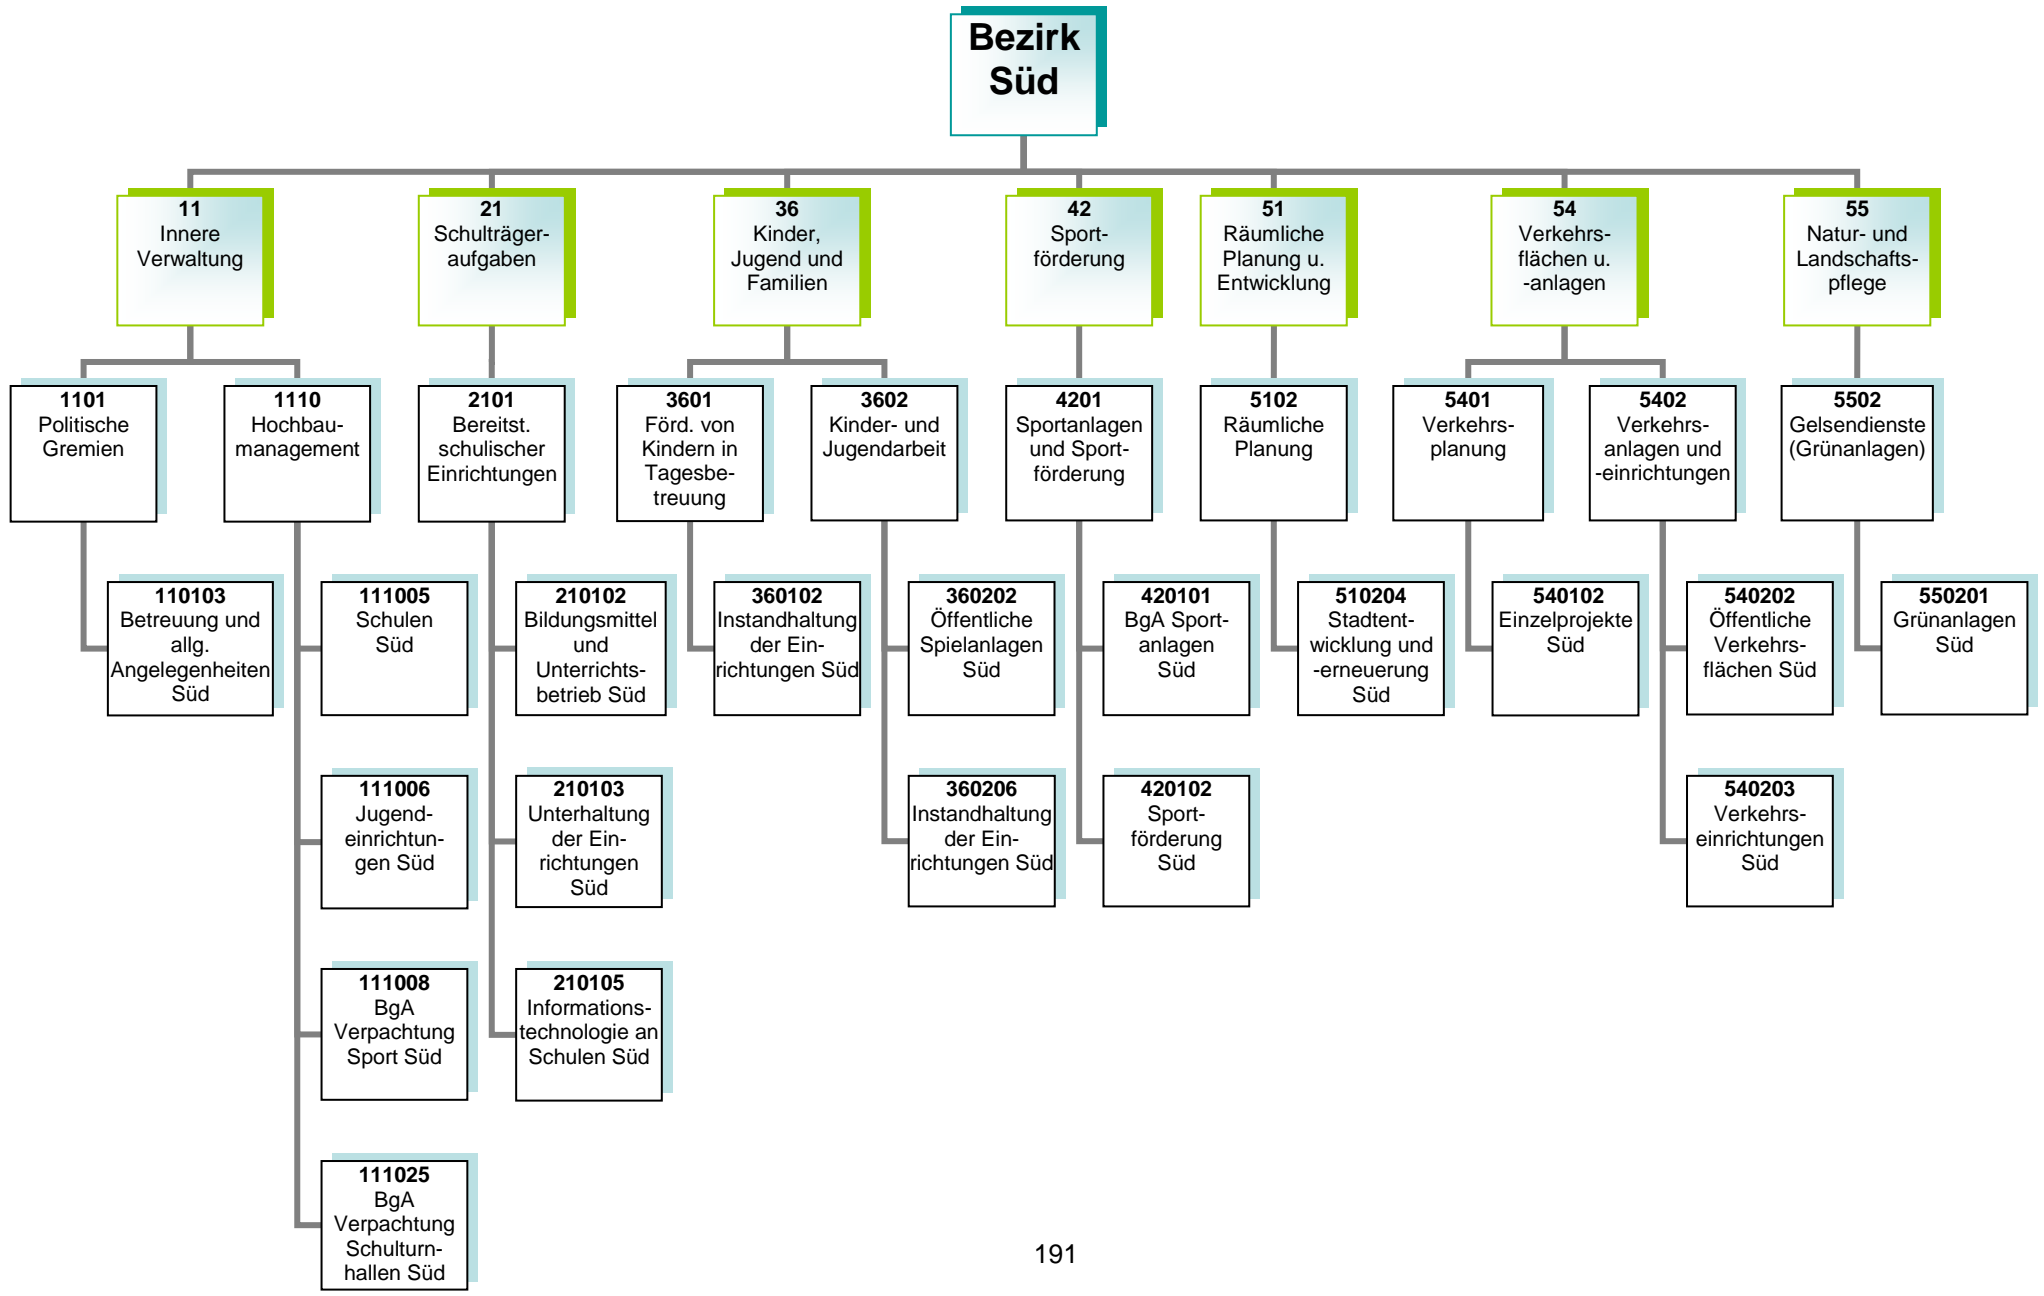 Bezirk
Süd
11
Innere
Verwaltung
21
Schulträger-
aufgaben
36
Kinder,
Jugend und
Familien
42
Sport-
förderung
51
Räumliche
Planung u.
Entwicklung
54
Verkehrs-
flächen u.
-anlagen
55
Natur- und
Landschafts-
pflege
1101
Politische
Gremien
1110
Hochbau-
management
2101
Bereitst.
schulischer
Einrichtungen
3601
Förd. von
Kindern in
Tagesbe-
treuung
3602
Kinder- und
Jugendarbeit
4201
Sportanlagen
und Sport-
förderung
5102
Räumliche
Planung
5401
Verkehrs-
planung
5402
Verkehrs-
anlagen und
-einrichtungen
5502
Gelsendienste
(Grünanlagen)
110103
Betreuung und
allg.
Angelegenheiten
Süd
111005
Schulen
Süd
210102
Bildungsmittel
und
Unterrichts-
betrieb Süd
360102
Instandhaltung
der Ein-
richtungen Süd
360202
Öffentliche
Spielanlagen
Süd
420101
BgA Sport-
anlagen
Süd
510204
Stadtent-
wicklung und
-erneuerung
Süd
540102
Einzelprojekte
Süd
540202
Öffentliche
Verkehrs-
flächen Süd
550201
Grünanlagen
Süd
111006
Jugend-
einrichtun-
gen Süd
210103
Unterhaltung
der Ein-
richtungen
Süd
360206
Instandhaltung
der Ein-
richtungen Süd
420102
Sport-
förderung
Süd
540203
Verkehrs-
einrichtungen
Süd
111008
BgA
Verpachtung
Sport Süd
210105
Informations-
technologie an
Schulen Süd
111025
BgA
Verpachtung
Schulturn-
hallen Süd
191